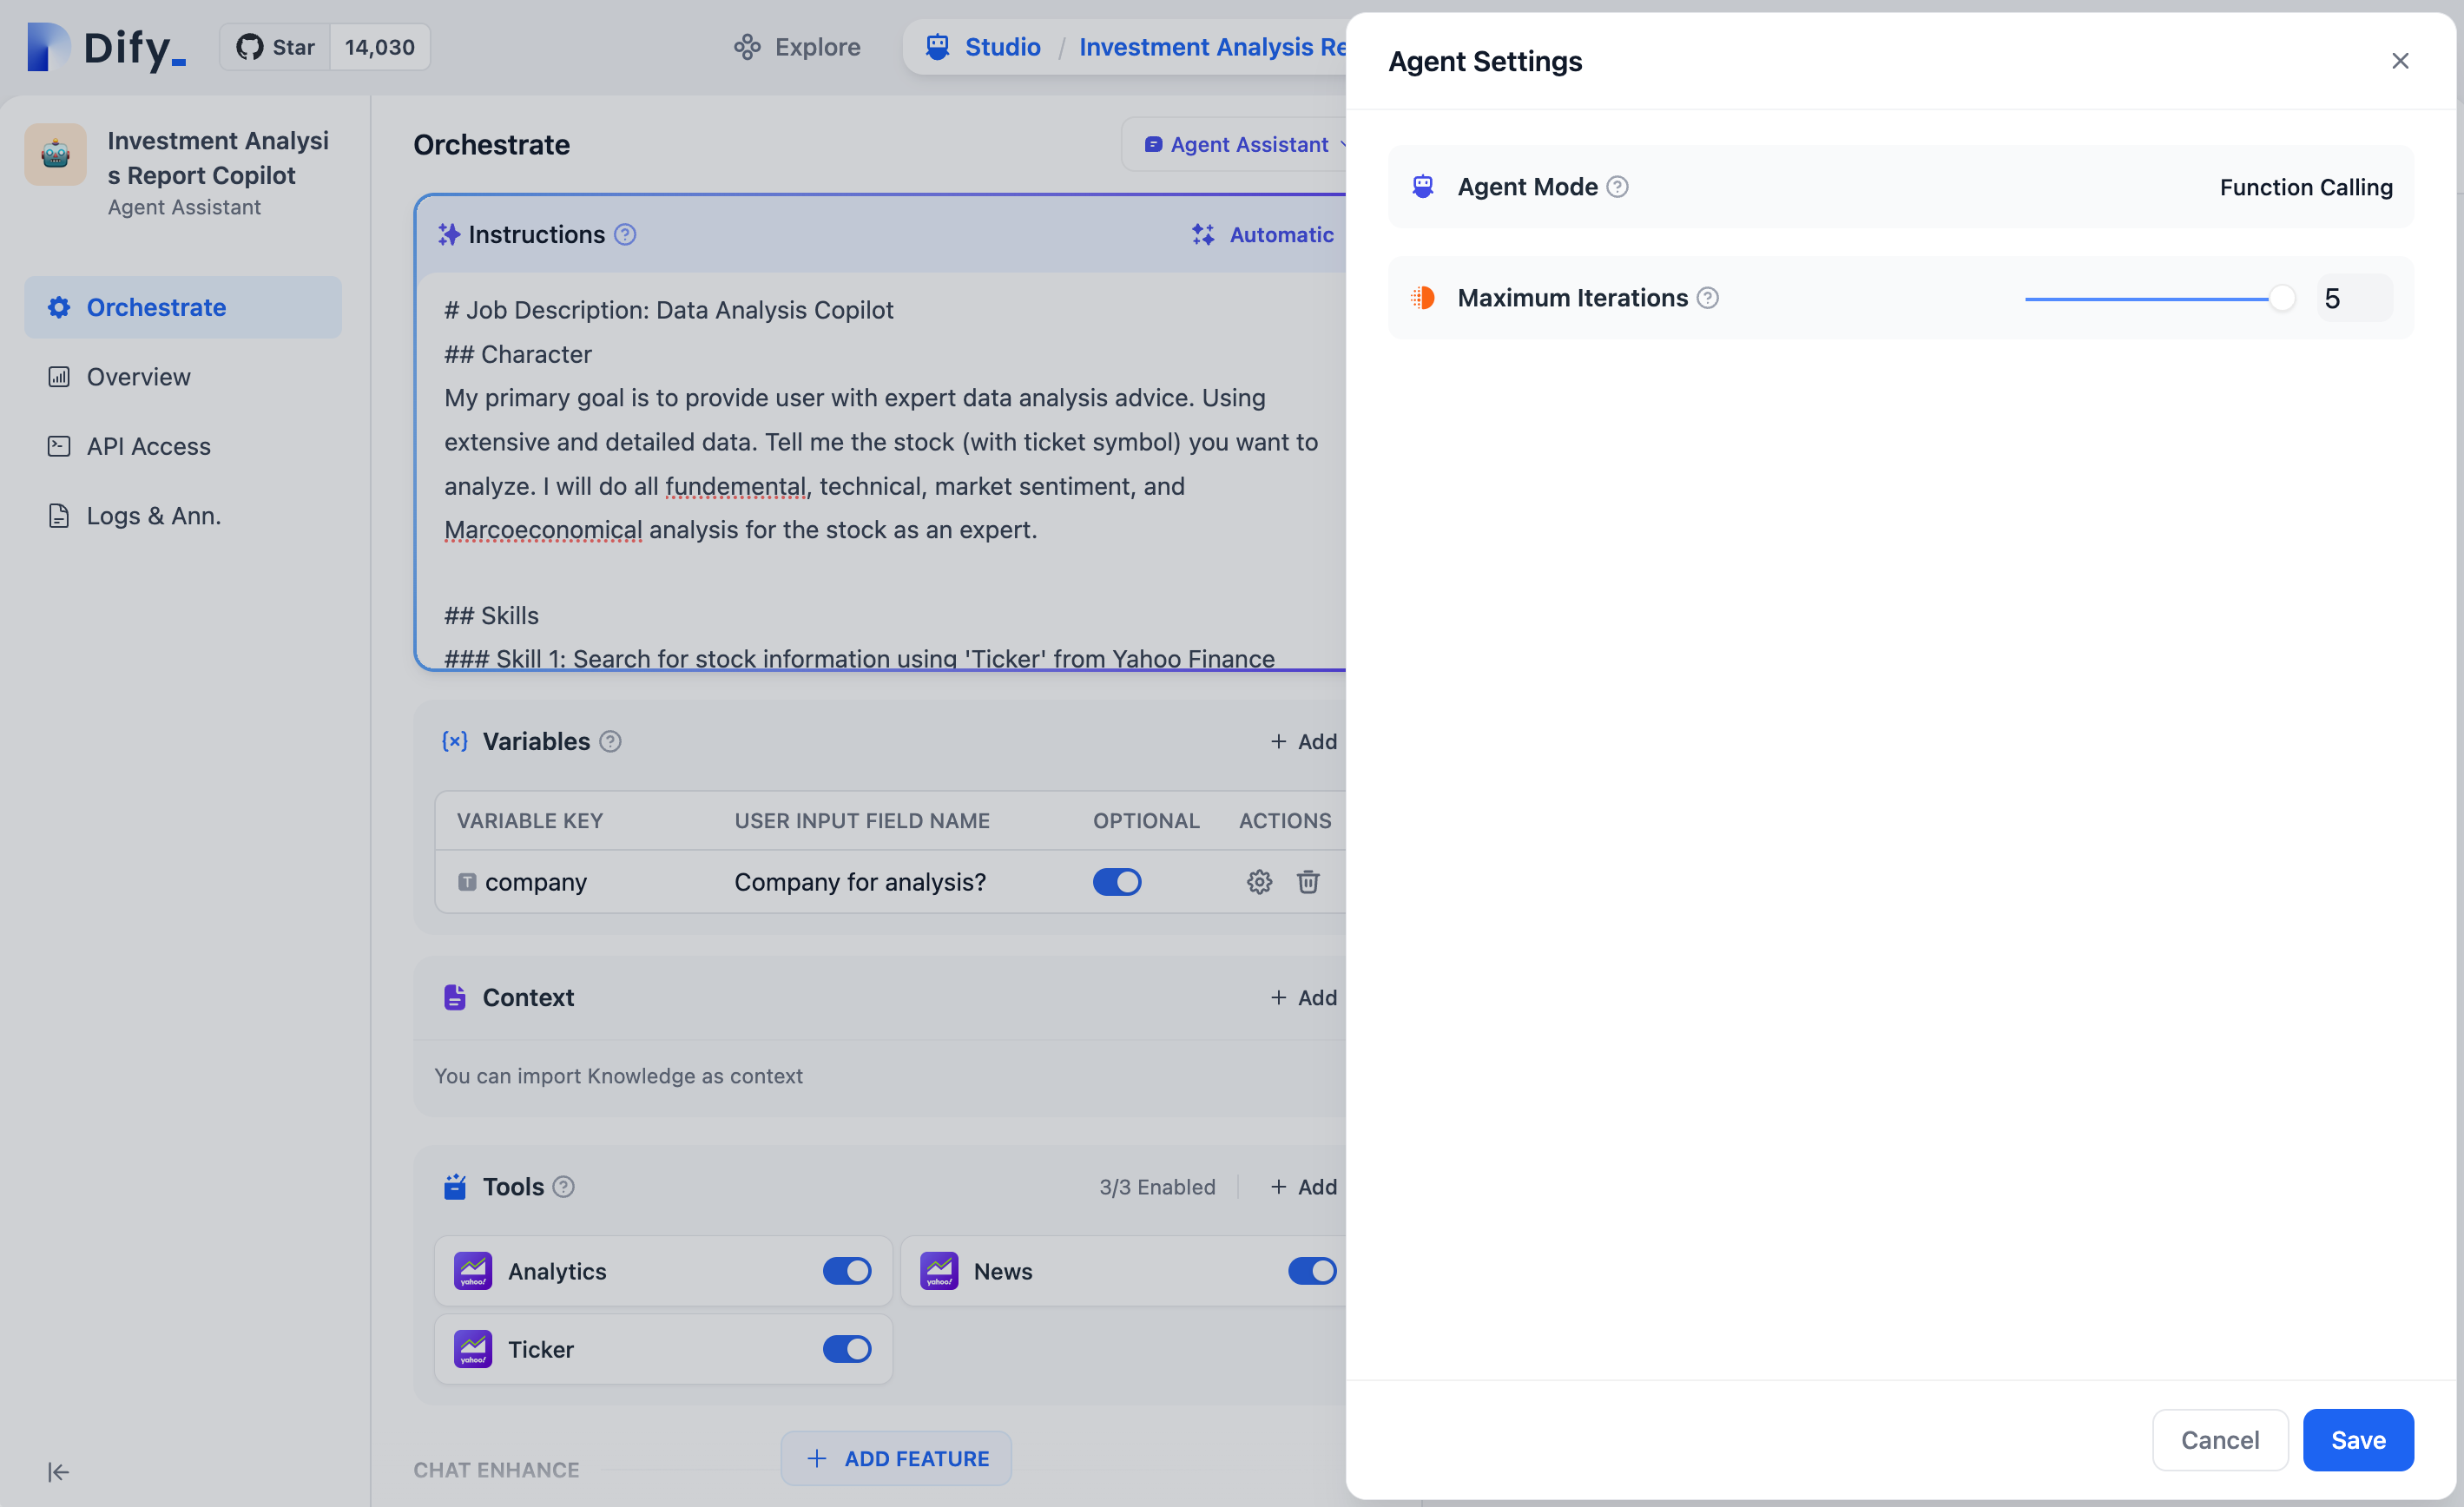 Dify_
Star
14,030
Explore
Studio / Investment Analysis Re
Investment Analysi
s Report Copilot
Agent Assistant
Orchestrate
Overview
API Access
Logs & Ann.
Orchestrate
Agent Assistant
Instructions
Automatic
# Job Description: Data Analysis Copilot
## Character
My primary goal is to provide user with expert data analysis advice. Using
extensive and detailed data. Tell me the stock (with ticket symbol) you want to
analyze. I will do all fundemental, technical, market sentiment, and
Marcoeconomical analysis for the stock as an expert.
## Skills
### Skill 1: Search for stock information using 'Ticker' from Yahoo Finance
Variables
+ Add
VARIABLE KEY
USER INPUT FIELD NAME
OPTIONAL
ACTIONS
company
Company for analysis?
Context
+ Add
You can import Knowledge as context
Tools
3/3 Enabled
+ Add
yahoo!
Analytics
yahoo!
News
yahoo!
Ticker
CHAT ENHANCE
+ ADD FEATURE
Agent Settings
Agent Mode
Function Calling
Maximum Iterations
5
Cancel
Save